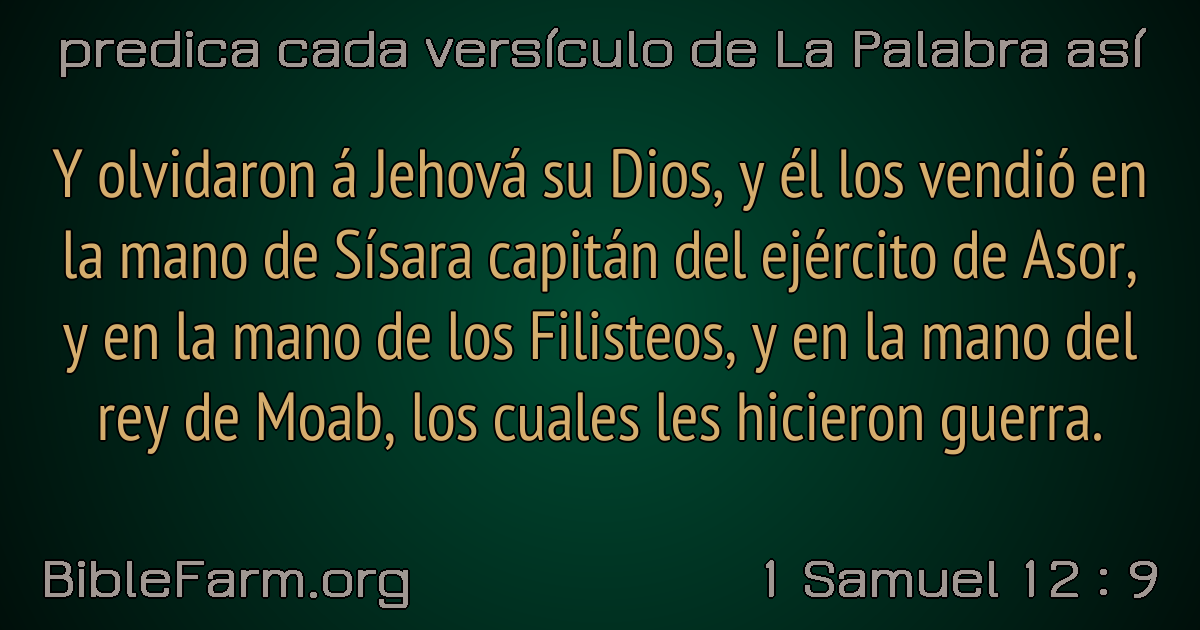 predica cada versículo de La Palabra así
Y olvidaron á Jehová su Dios, y él los vendió en
la mano de Sísara capitán del ejército de Asor,
y en la mano de los Filisteos, y en la mano del
rey de Moab, los cuales les hicieron guerra.
BibleFarm.org
1 Samuel 12 : 9